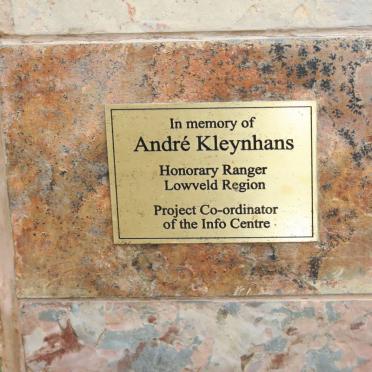 In memory of
André Kleynhans
Honorary Ranger
Lowveld Region
Project Co-ordinator
of the Info Centre